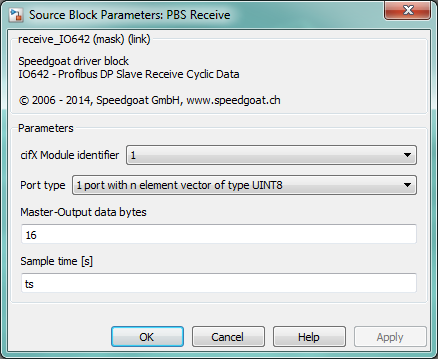 Source Block Parameters: PBS Receive
receive_IO642 (mask) (link)
Speedgoat driver block
IO642 - Profibus DP Slave Receive Cyclic Data
© 2006 - 2014, Speedgoat GmbH, www.speedgoat.ch
Parameters
cifX Module identifier 1
Port type 1 port with n element vector of type UINT8
Master-Output data bytes
16
Sample time [s]
ts
OK Cancel Help Apply